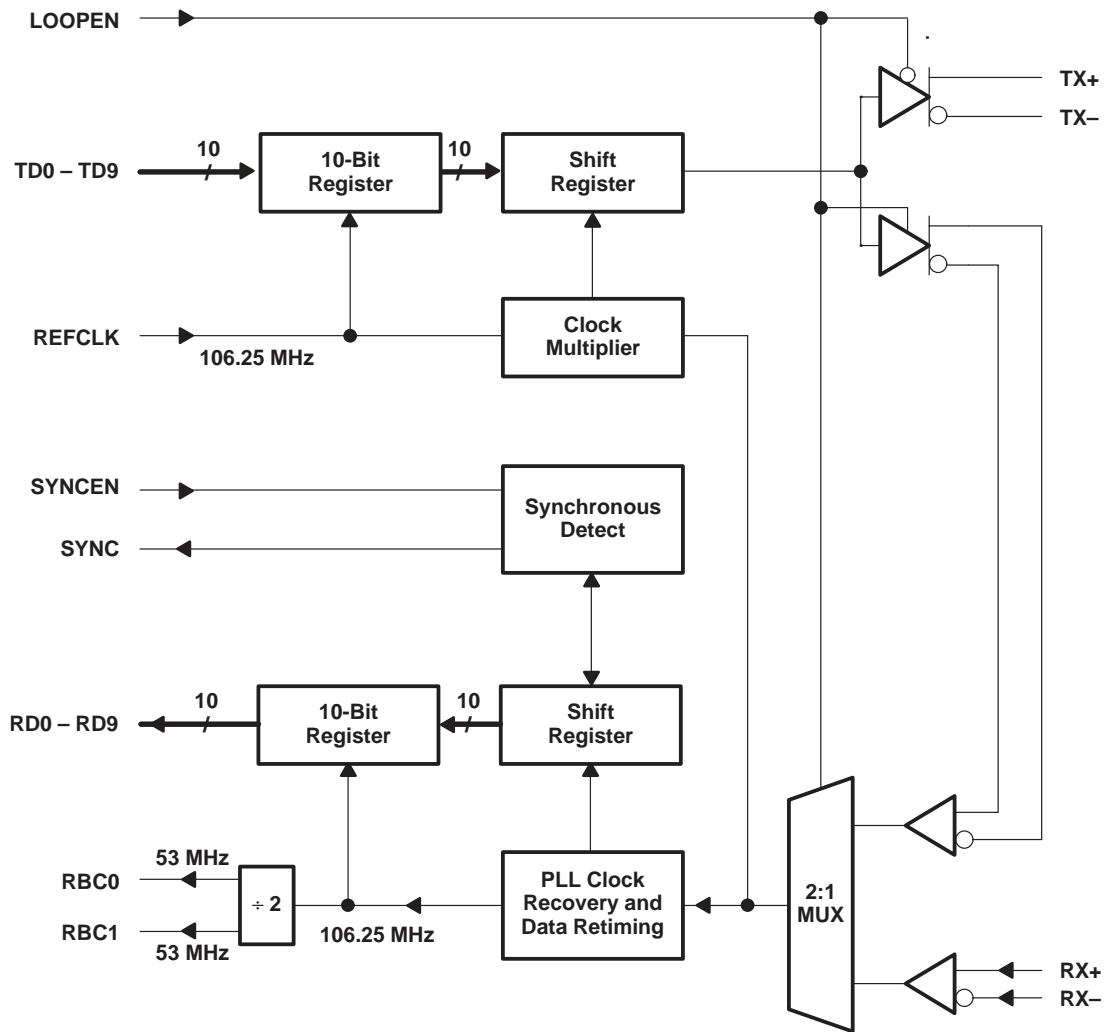 LOOPEN
TX+
TX–
TD0 – TD9
10
10-Bit
Register
10
Shift
Register
REFCLK
106.25 MHz
Clock
Multiplier
SYNCEN
SYNC
Synchronous
Detect
RD0 – RD9
10
10-Bit
Register
10
Shift
Register
RBC0
53 MHz
RBC1
53 MHz
÷ 2
106.25 MHz
PLL Clock
Recovery and
Data Retiming
2:1
MUX
RX+
RX–